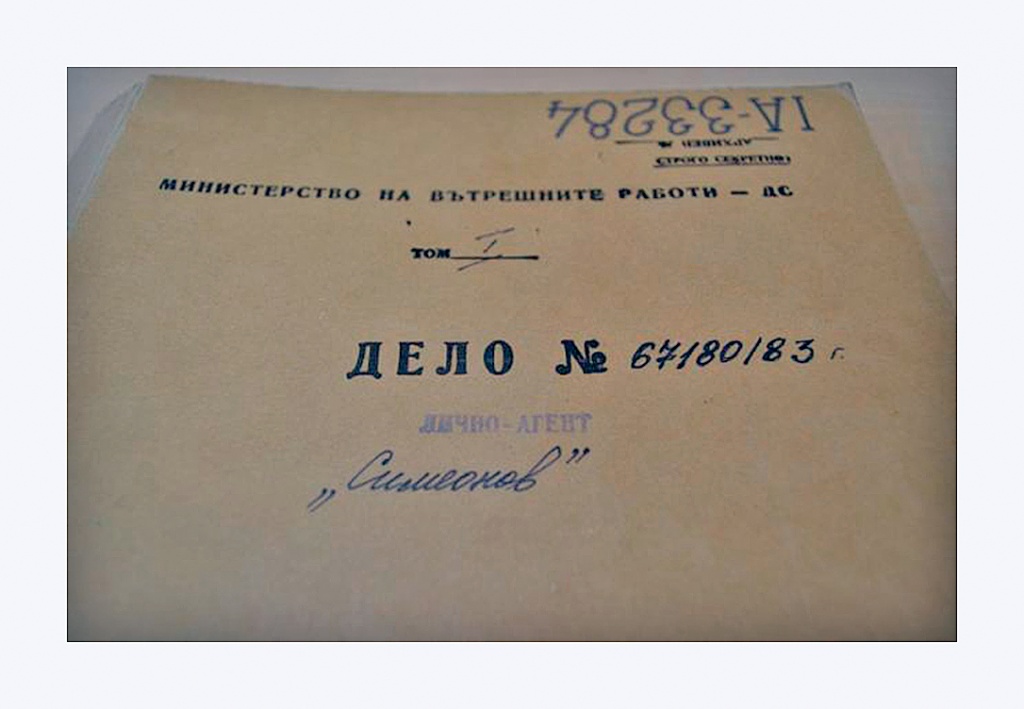 IA-33284
АРХИВЕН №
СТРОГО СЕКРЕТНО!
МИНИСТЕРСТВО НА ВЪТРЕШНИТЕ РАБОТИ — ДС
ТОМ I
ДЕЛО № 67180/83 г.
ЛИЧНО-АГЕНТ
„Симеонов”